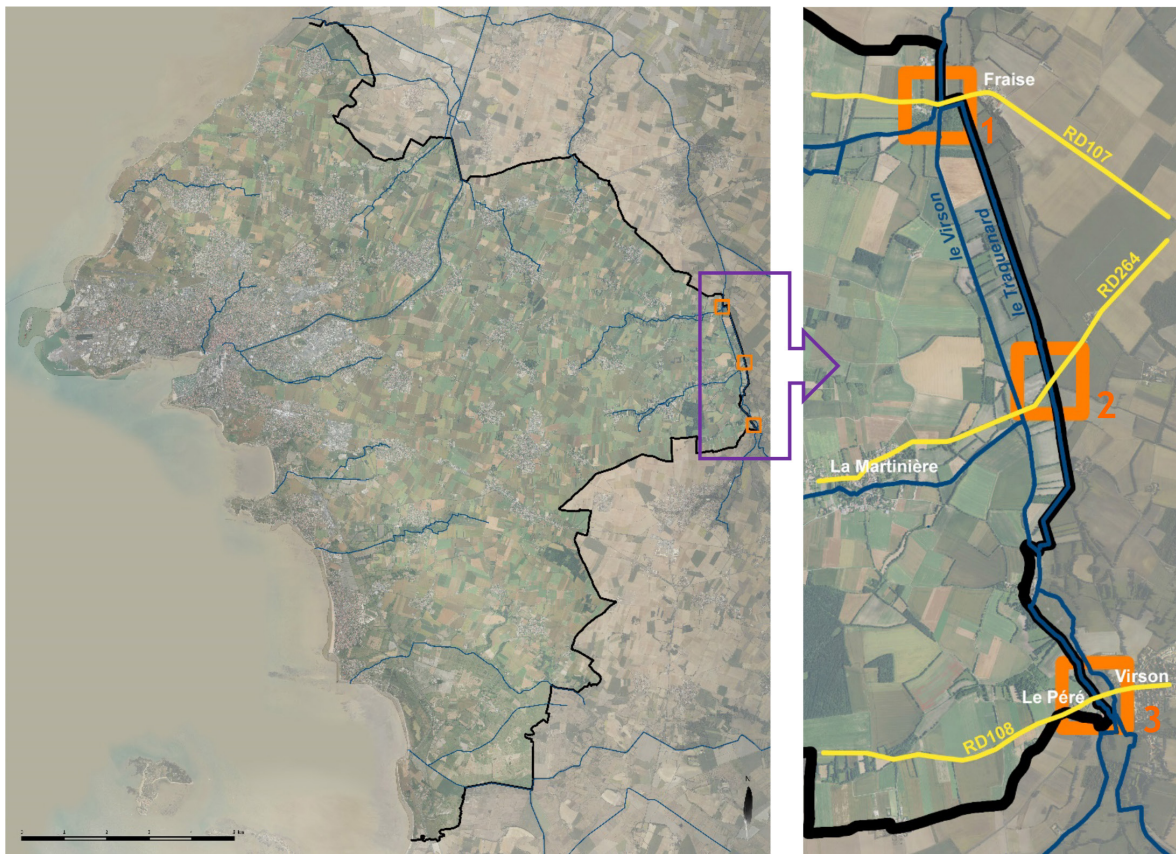 Fraise
1
RD107
le Virson
le Traquenard
RD264
2
La Martinière
Virson
Le Péré
3
RD108
N